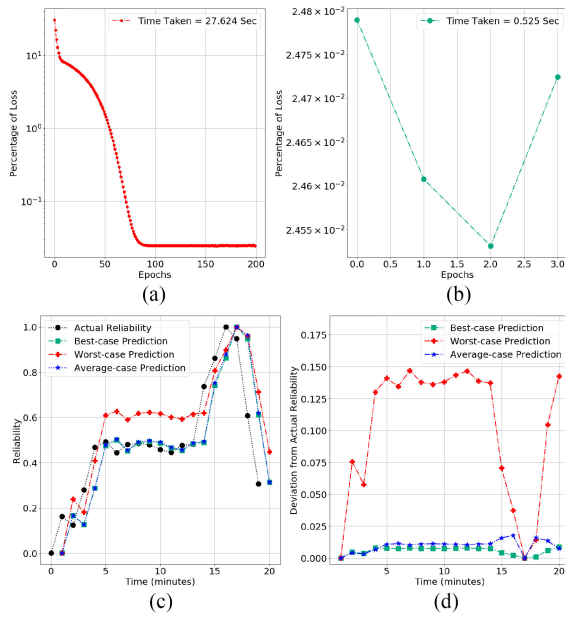 Time Taken = 27.624 Sec
Percentage of Loss
10¹
10⁰
10⁻¹
0 50 100 150 200
Epochs
(a)
Time Taken = 0.525 Sec
Percentage of Loss
2.48 × 10⁻²
2.475 × 10⁻²
2.47 × 10⁻²
2.465 × 10⁻²
2.46 × 10⁻²
2.455 × 10⁻²
0.0 0.5 1.0 1.5 2.0 2.5 3.0
Epochs
(b)
Actual Reliability
Best-case Prediction
Worst-case Prediction
Average-case Prediction
Reliability
1.0
0.8
0.6
0.4
0.2
0.0
0 5 10 15 20
Time (minutes)
(c)
Best-case Prediction
Worst-case Prediction
Average-case Prediction
Deviation from Actual Reliability
0.175
0.150
0.125
0.100
0.075
0.050
0.025
0.000
5 10 15 20
Time (minutes)
(d)